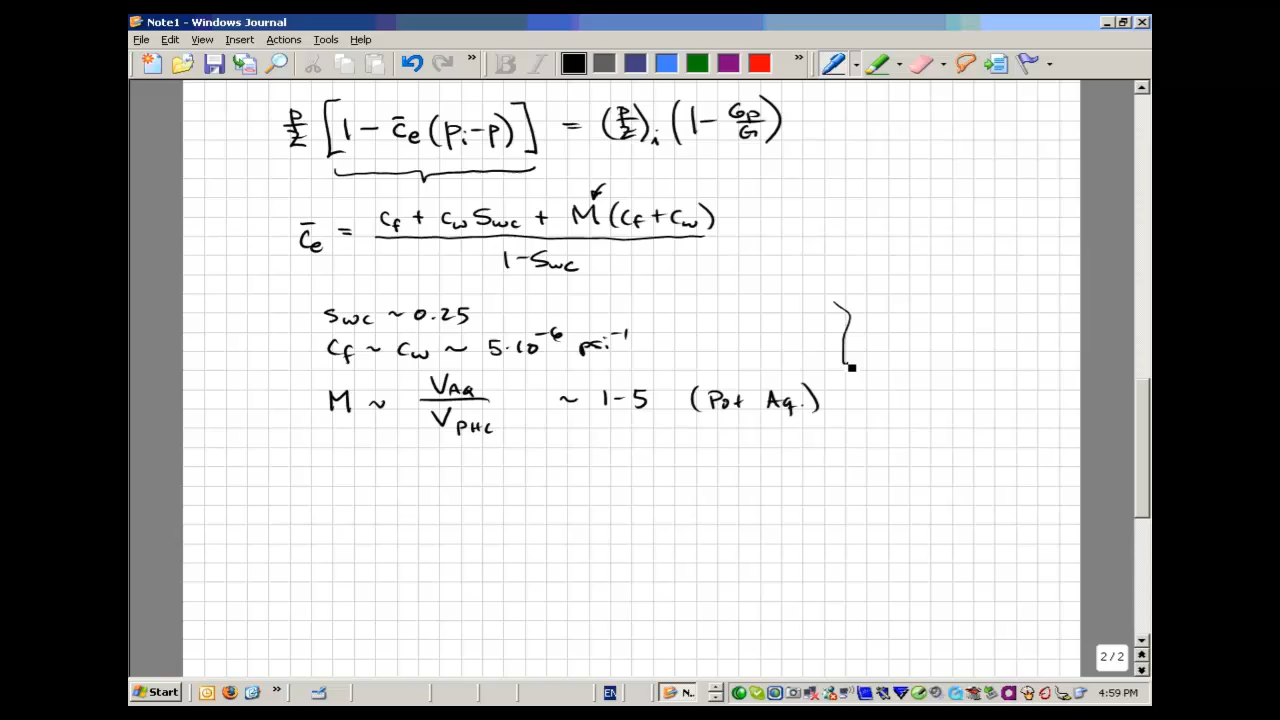 Note1 - Windows Journal
File Edit View Insert Actions Tools Help
p/z [1 - c̄e (pi - p)] = (p/z)i (1 - Gp/G)
c̄e = (cf + cw Swc + M (cf + cw)) / (1 - Swc)
Swc ~ 0.25
cf ~ cw ~ 5·10^-6 psi^-1
M ~ VAq / VPHC ~ 1-5 (Pot Aq.)
2 / 2
Start EN N.. 4:59 PM